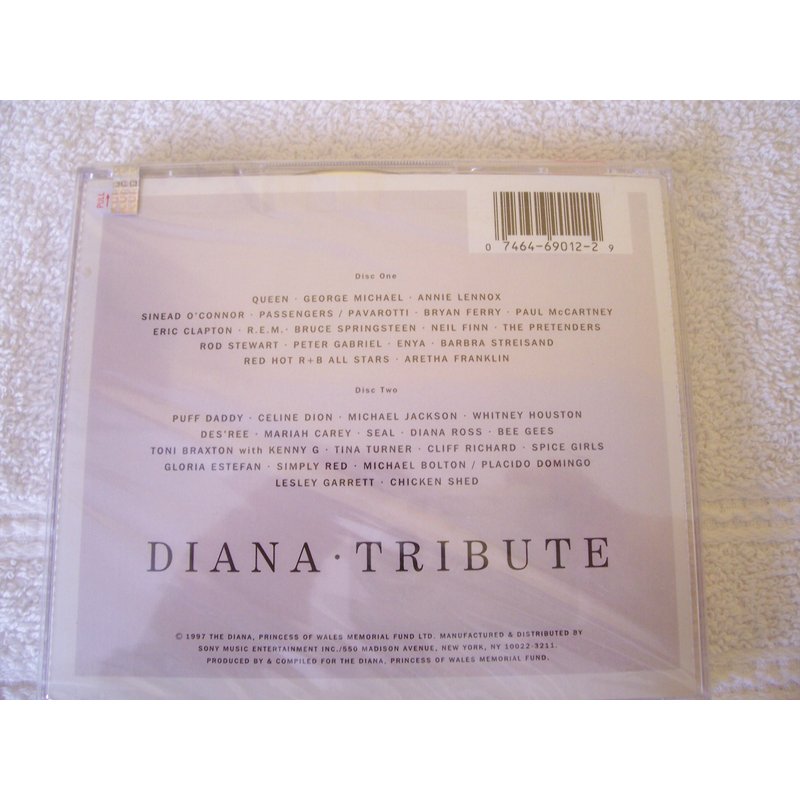 PULL
0 7464-69012-2 9
Disc One
QUEEN · GEORGE MICHAEL · ANNIE LENNOX
SINEAD O'CONNOR · PASSENGERS / PAVAROTTI · BRYAN FERRY · PAUL McCARTNEY
ERIC CLAPTON · R.E.M. · BRUCE SPRINGSTEEN · NEIL FINN · THE PRETENDERS
ROD STEWART · PETER GABRIEL · ENYA · BARBRA STREISAND
RED HOT R+B ALL STARS · ARETHA FRANKLIN
Disc Two
PUFF DADDY · CELINE DION · MICHAEL JACKSON · WHITNEY HOUSTON
DES'REE · MARIAH CAREY · SEAL · DIANA ROSS · BEE GEES
TONI BRAXTON with KENNY G · TINA TURNER · CLIFF RICHARD · SPICE GIRLS
GLORIA ESTEFAN · SIMPLY RED · MICHAEL BOLTON / PLACIDO DOMINGO
LESLEY GARRETT · CHICKEN SHED
DIANA · TRIBUTE
© 1997 THE DIANA, PRINCESS OF WALES MEMORIAL FUND LTD. MANUFACTURED & DISTRIBUTED BY
SONY MUSIC ENTERTAINMENT INC./550 MADISON AVENUE, NEW YORK, NY 10022-3211.
PRODUCED BY & COMPILED FOR THE DIANA, PRINCESS OF WALES MEMORIAL FUND.